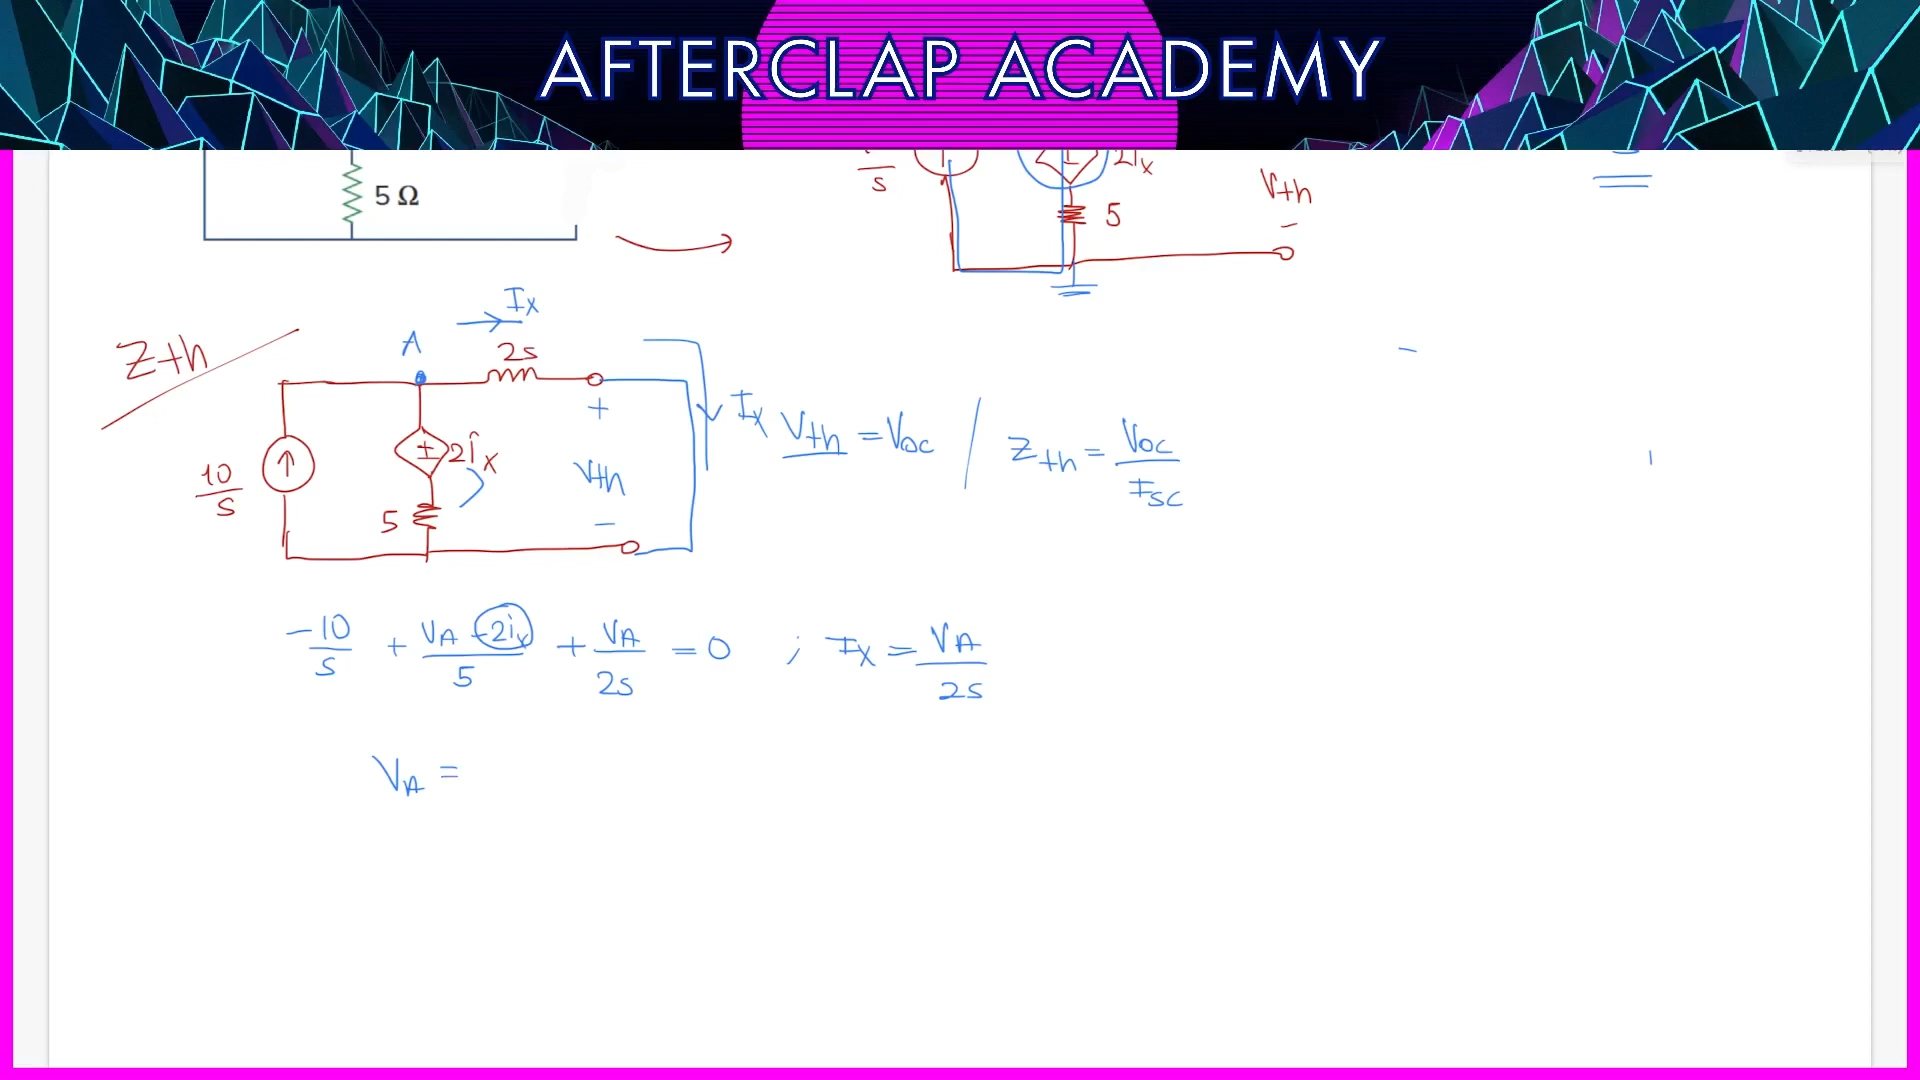 AFTERCLAP ACADEMY
5 Ω
s
2ix
5
Vth
-
Zth
A
Ix
2s
10/s
2ix
5
+
Vth
-
Ix
Vth = Voc
Zth = Voc/Isc
-10/s + VA -2ix/5 + VA/2s = 0 ; Ix = VA/2s
VA =